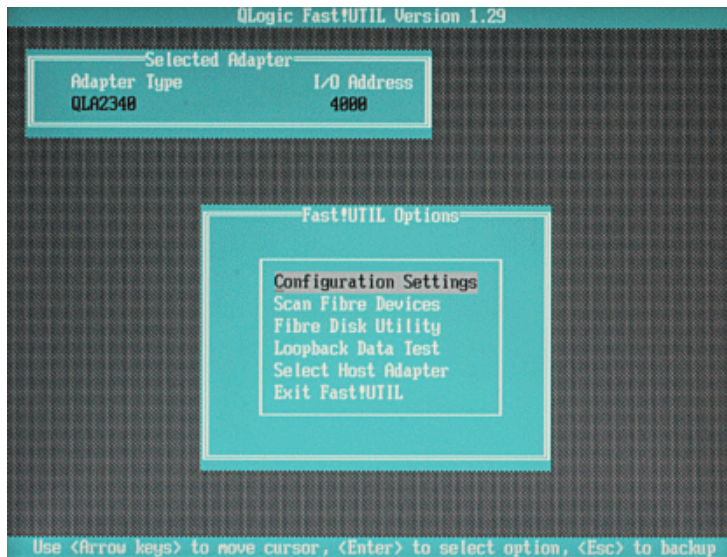 QLogic Fast!UTIL Version 1.29
Selected Adapter
Adapter Type I/O Address
QLA2340 4000
Fast!UTIL Options
Configuration Settings
Scan Fibre Devices
Fibre Disk Utility
Loopback Data Test
Select Host Adapter
Exit Fast!UTIL
Use <Arrow keys> to move cursor, <Enter> to select option, <Esc> to backup